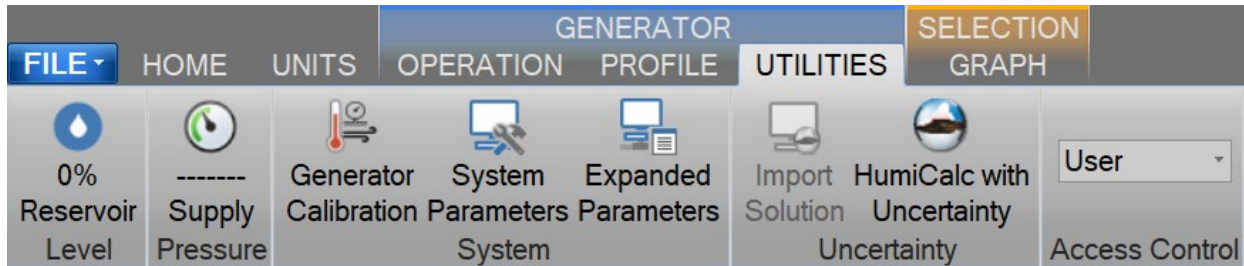 GENERATOR SELECTION
FILE HOME UNITS OPERATION PROFILE UTILITIES GRAPH
0% Reservoir
------- Supply
Generator Calibration
System Parameters
Expanded Parameters
Import Solution
HumiCalc with Uncertainty
User
Level Pressure System Uncertainty Access Control